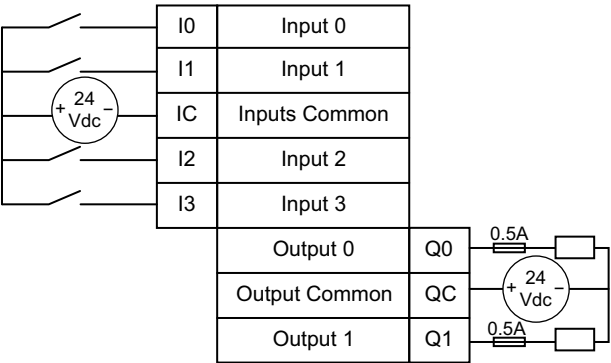 I0 Input 0
I1 Input 1
+ 24 Vdc −
IC Inputs Common
I2 Input 2
I3 Input 3
Output 0 Q0
0.5A
Output Common QC
+ 24 Vdc −
Output 1 Q1
0.5A